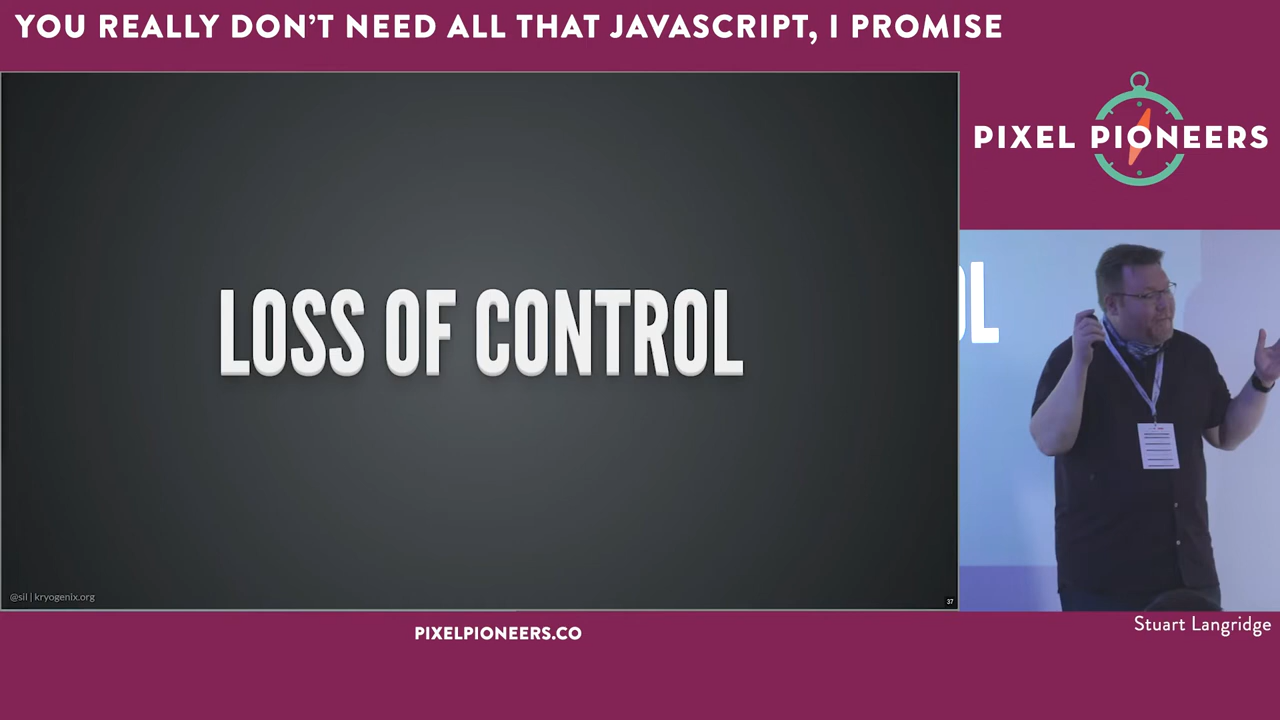 YOU REALLY DON'T NEED ALL THAT JAVASCRIPT, I PROMISE
PIXEL PIONEERS
LOSS OF CONTROL
OL
@sil | kryogenix.org
37
Stuart Langridge
PIXELPIONEERS.CO